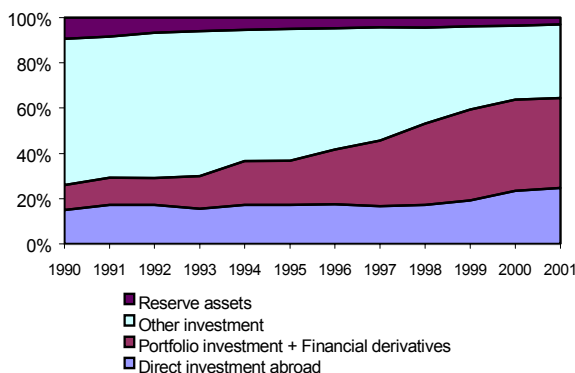 100%
80%
60%
40%
20%
0%
1990 1991 1992 1993 1994 1995 1996 1997 1998 1999 2000 2001
Reserve assets
Other investment
Portfolio investment + Financial derivatives
Direct investment abroad